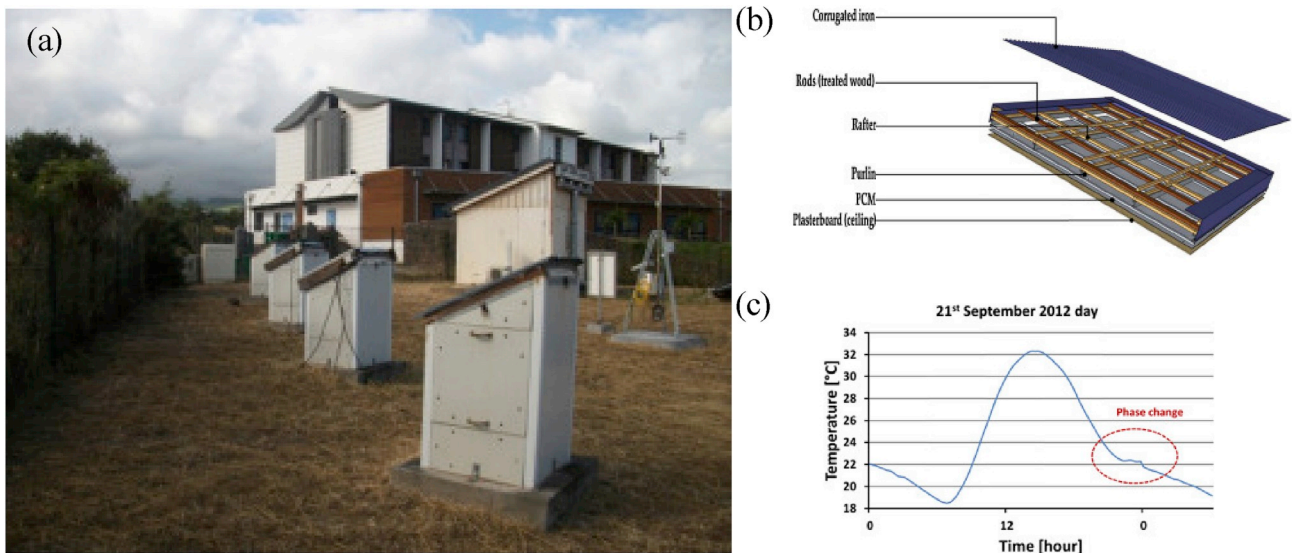 (a)
(b)
Corrugated iron
Rods (treated wood)
Rafter
Purlin
PCM
Plasterboard (ceiling)
(c)
21st September 2012 day
Temperature [°C]
34
32
30
28
26
24
22
20
18
Phase change
0
12
0
Time [hour]